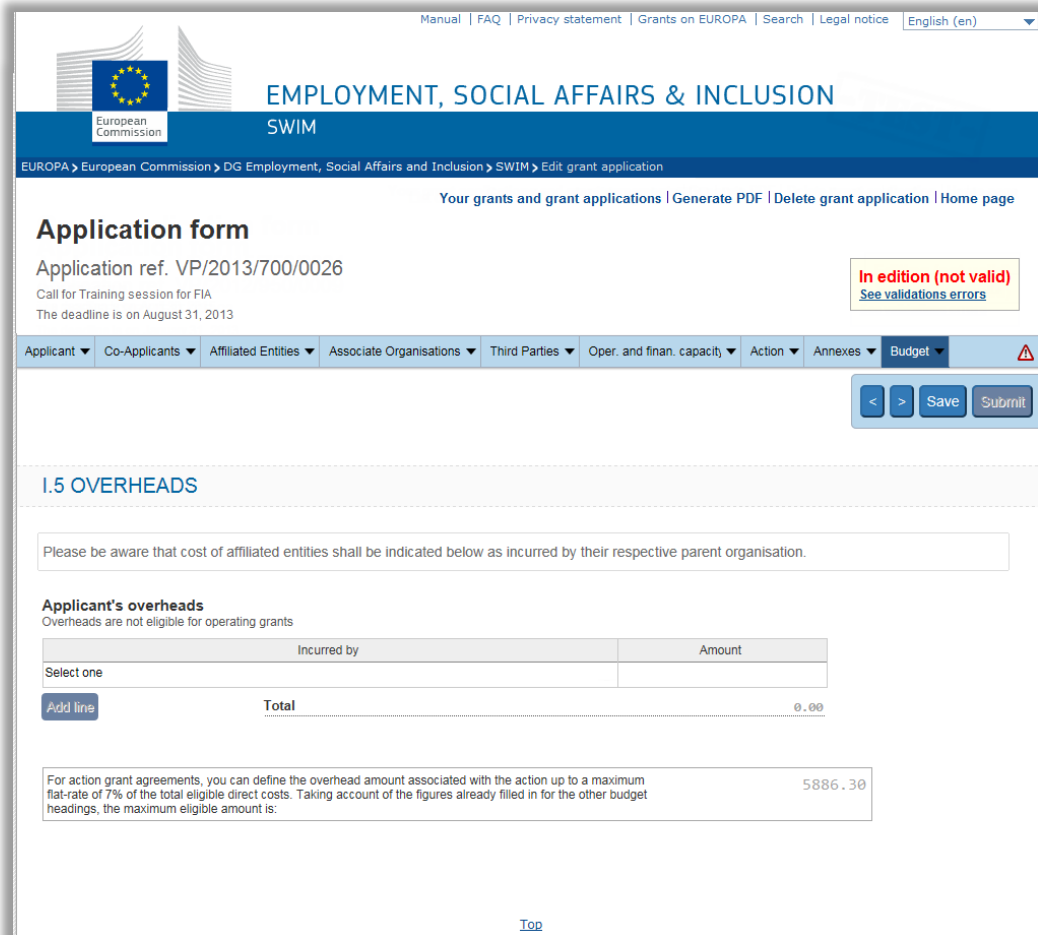 Manual | FAQ | Privacy statement | Grants on EUROPA | Search | Legal notice English (en)
European
Commission
EMPLOYMENT, SOCIAL AFFAIRS & INCLUSION
SWIM
EUROPA > European Commission > DG Employment, Social Affairs and Inclusion > SWIM > Edit grant application
Your grants and grant applications | Generate PDF | Delete grant application | Home page
Application form
Application ref. VP/2013/700/0026
Call for Training session for FIA
The deadline is on August 31, 2013
In edition (not valid)
See validations errors
Applicant Co-Applicants Affiliated Entities Associate Organisations Third Parties Oper. and finan. capacity Action Annexes Budget
< > Save Submit
I.5 OVERHEADS
Please be aware that cost of affiliated entities shall be indicated below as incurred by their respective parent organisation.
Applicant's overheads
Overheads are not eligible for operating grants
Incurred by Amount
Select one
Add line Total 0.00
For action grant agreements, you can define the overhead amount associated with the action up to a maximum 5886.30
flat-rate of 7% of the total eligible direct costs. Taking account of the figures already filled in for the other budget
headings, the maximum eligible amount is:
Top